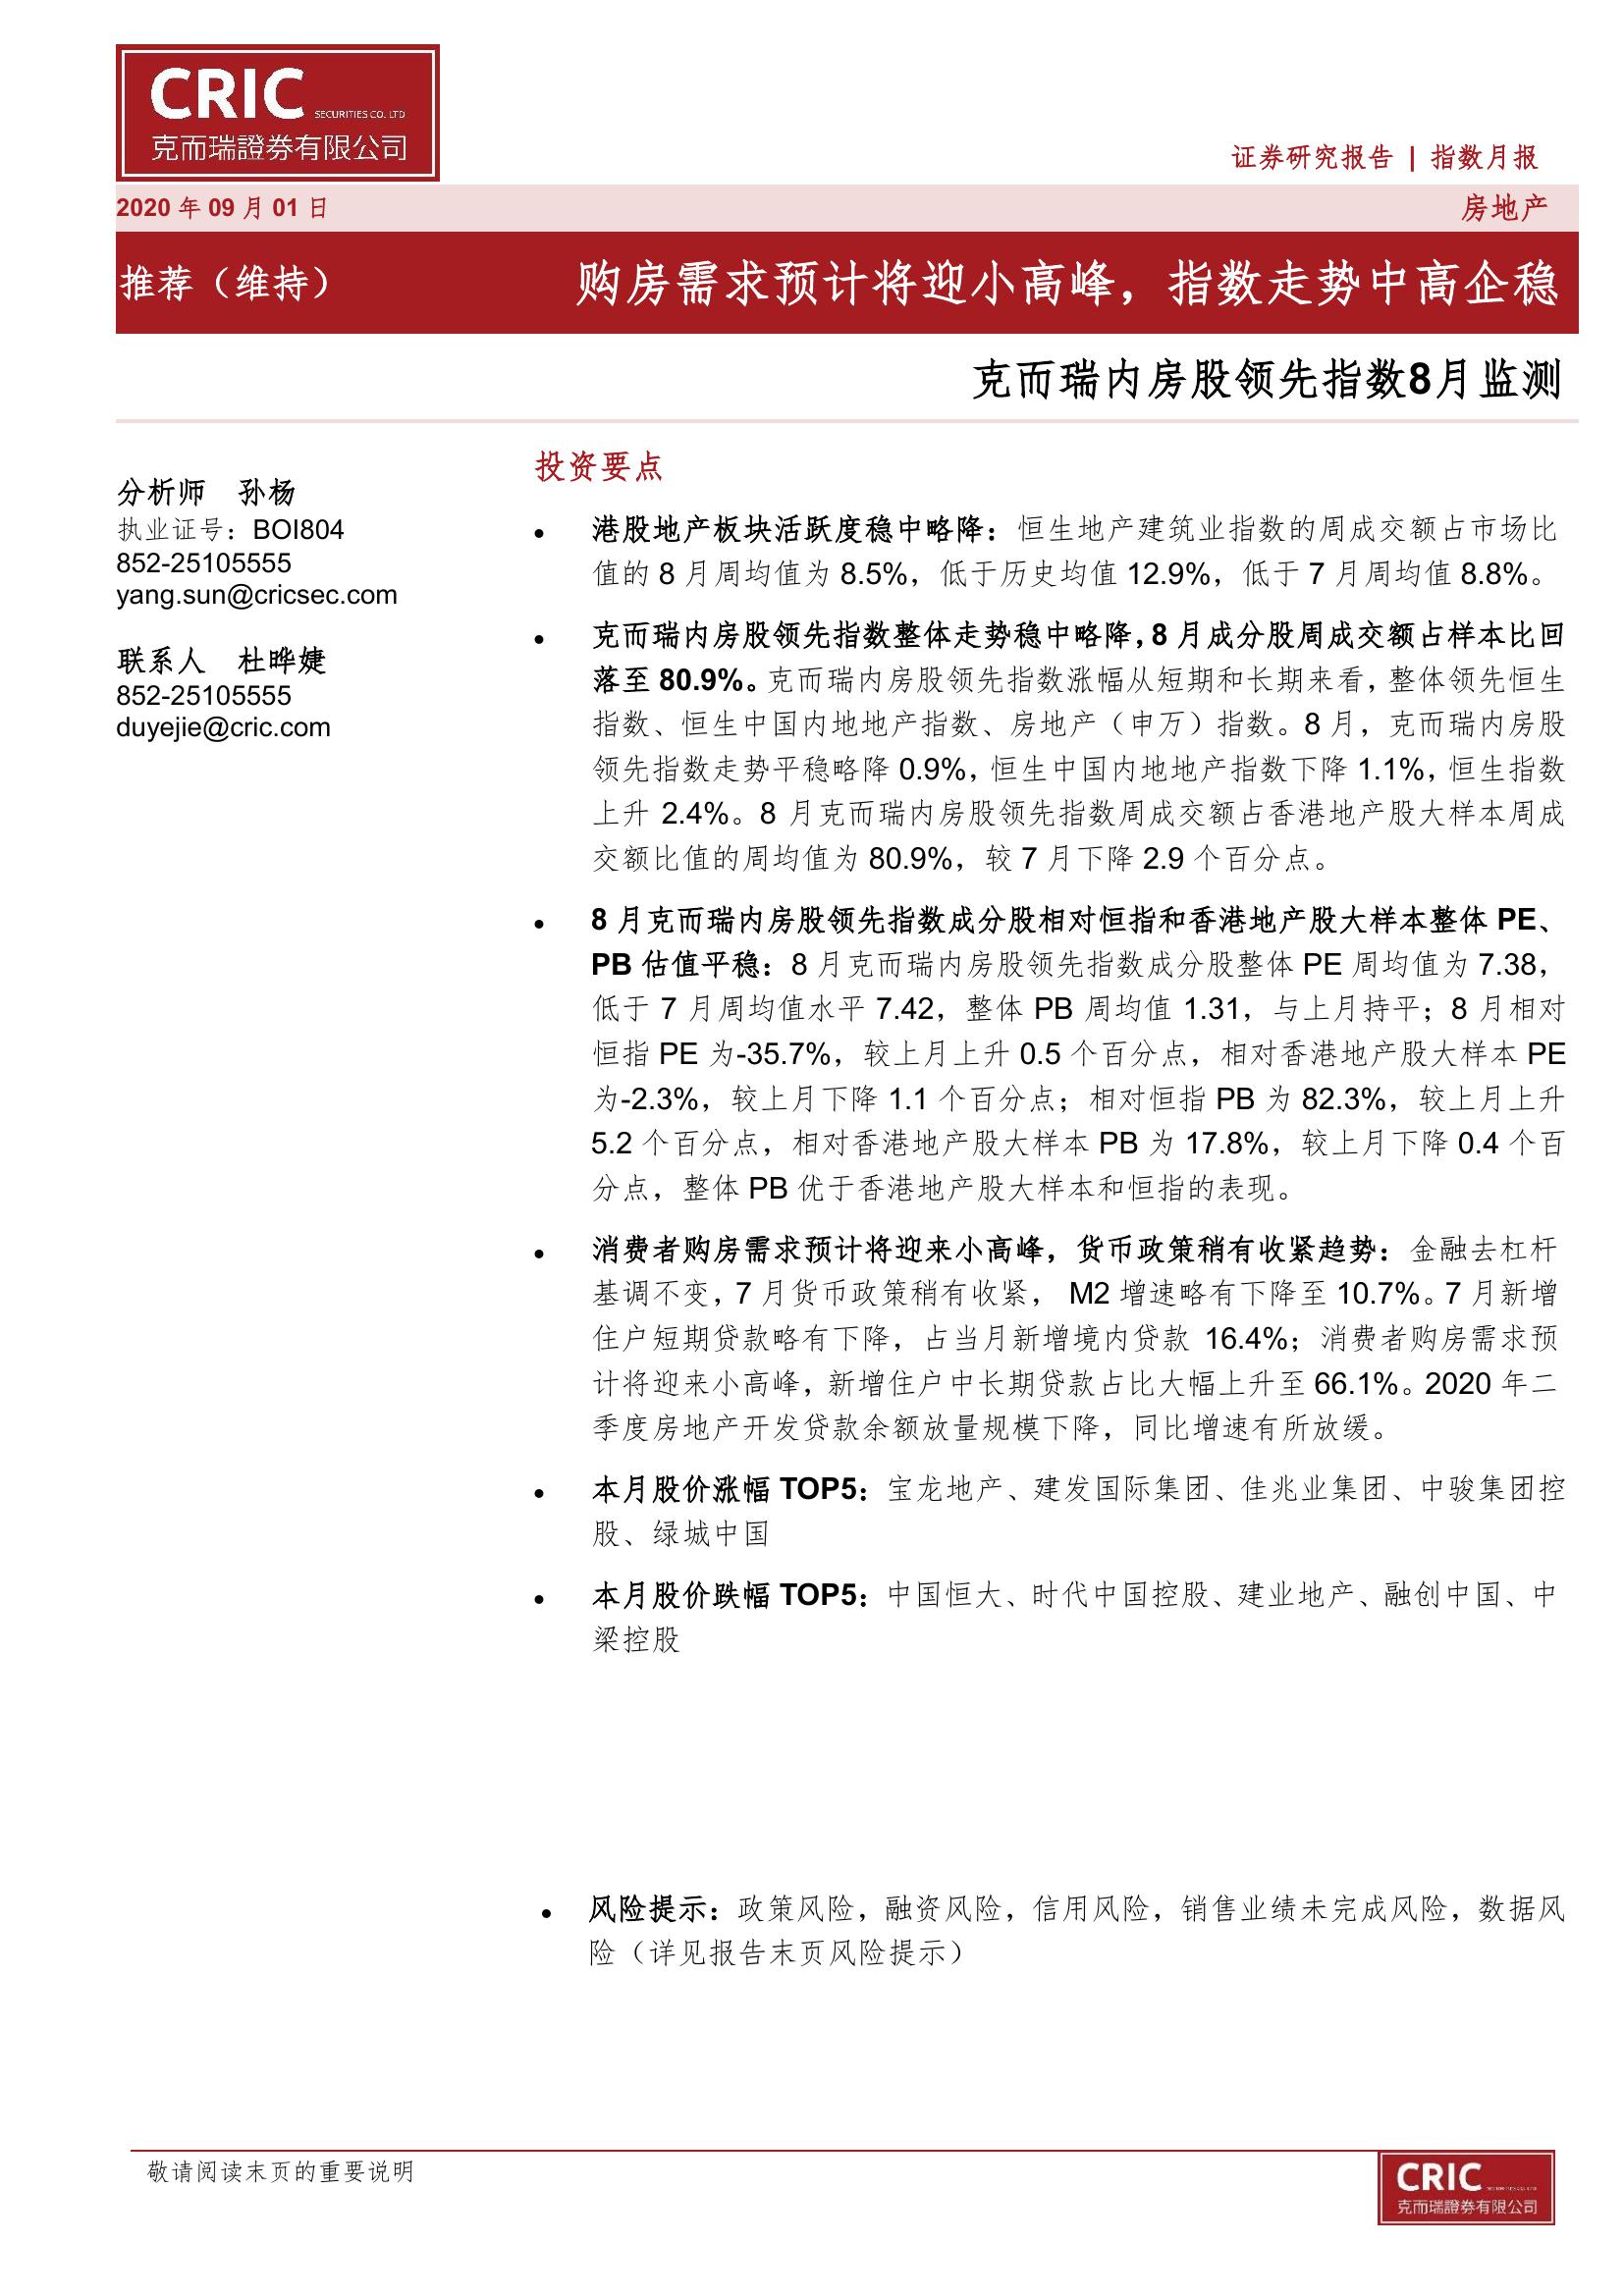 CRIC SECURITIES CO. LTD
克而瑞證券有限公司
证券研究报告 | 指数月报
2020 年 09 月 01 日
房地产
推荐（维持）
购房需求预计将迎小高峰，指数走势中高企稳
克而瑞内房股领先指数8月监测
分析师 孙杨
执业证号：BOI804
852-25105555
yang.sun@cricsec.com
联系人 杜晔婕
852-25105555
duyejie@cric.com
投资要点
● 港股地产板块活跃度稳中略降：恒生地产建筑业指数的周成交额占市场比
值的 8 月周均值为 8.5%，低于历史均值 12.9%，低于 7 月周均值 8.8%。
● 克而瑞内房股领先指数整体走势稳中略降，8 月成分股周成交额占样本比回
落至 80.9%。克而瑞内房股领先指数涨幅从短期和长期来看，整体领先恒生
指数、恒生中国内地地产指数、房地产（申万）指数。8 月，克而瑞内房股
领先指数走势平稳略降 0.9%，恒生中国内地地产指数下降 1.1%，恒生指数
上升 2.4%。8 月克而瑞内房股领先指数周成交额占香港地产股大样本周成
交额比值的周均值为 80.9%，较 7 月下降 2.9 个百分点。
● 8 月克而瑞内房股领先指数成分股相对恒指和香港地产股大样本整体 PE、
PB 估值平稳：8 月克而瑞内房股领先指数成分股整体 PE 周均值为 7.38，
低于 7 月周均值水平 7.42，整体 PB 周均值 1.31，与上月持平；8 月相对
恒指 PE 为-35.7%，较上月上升 0.5 个百分点，相对香港地产股大样本 PE
为-2.3%，较上月下降 1.1 个百分点；相对恒指 PB 为 82.3%，较上月上升
5.2 个百分点，相对香港地产股大样本 PB 为 17.8%，较上月下降 0.4 个百
分点，整体 PB 优于香港地产股大样本和恒指的表现。
● 消费者购房需求预计将迎来小高峰，货币政策稍有收紧趋势：金融去杠杆
基调不变，7 月货币政策稍有收紧， M2 增速略有下降至 10.7%。7 月新增
住户短期贷款略有下降，占当月新增境内贷款 16.4%；消费者购房需求预
计将迎来小高峰，新增住户中长期贷款占比大幅上升至 66.1%。2020 年二
季度房地产开发贷款余额放量规模下降，同比增速有所放缓。
● 本月股价涨幅 TOP5：宝龙地产、建发国际集团、佳兆业集团、中骏集团控
股、绿城中国
● 本月股价跌幅 TOP5：中国恒大、时代中国控股、建业地产、融创中国、中
梁控股
● 风险提示：政策风险，融资风险，信用风险，销售业绩未完成风险，数据风
险（详见报告末页风险提示）
敬请阅读末页的重要说明
CRIC
克而瑞證券有限公司